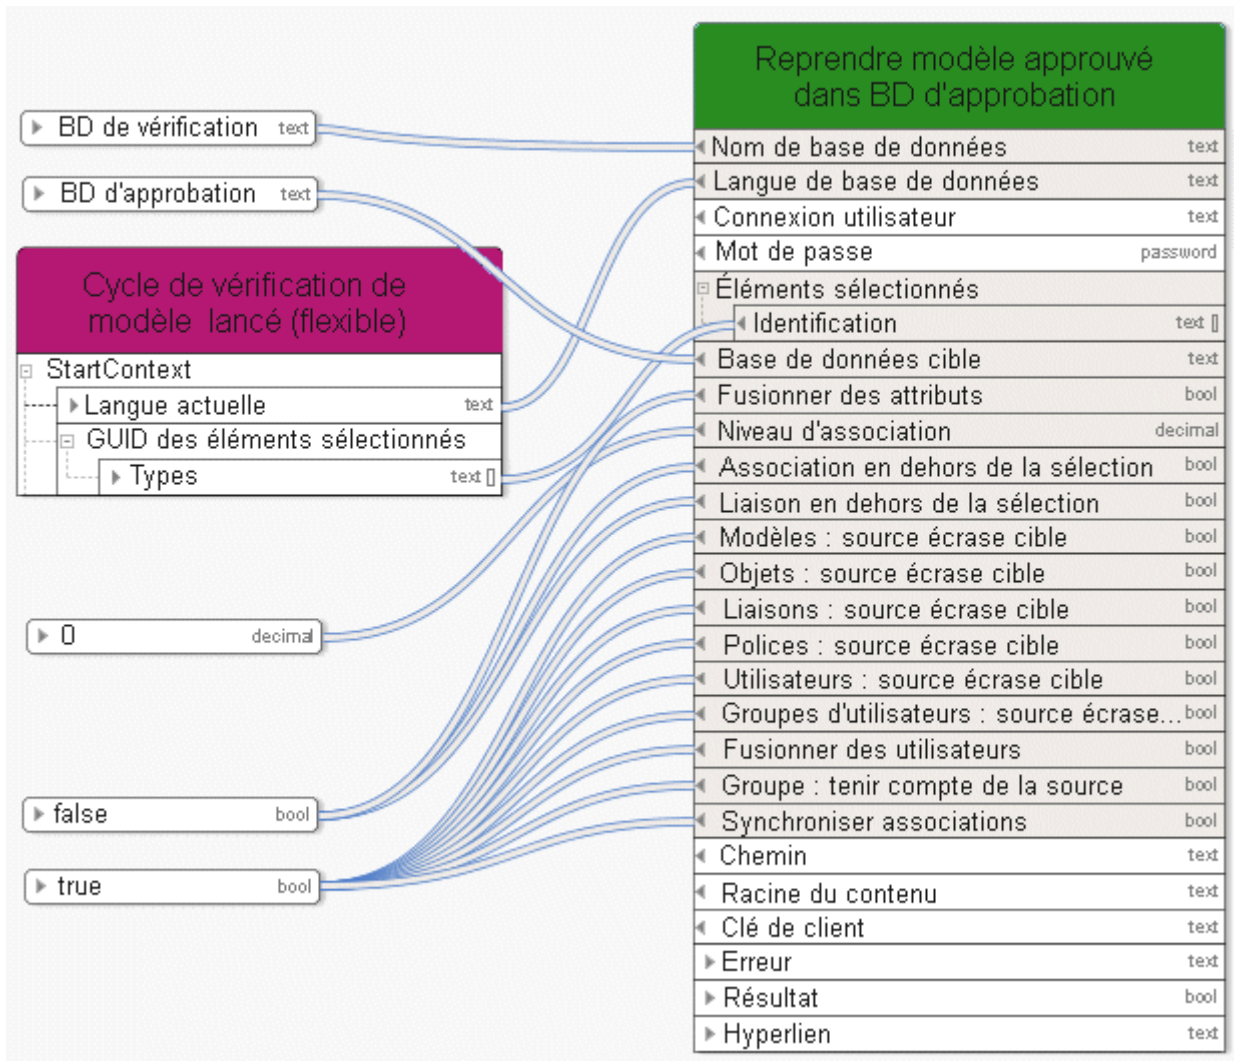 BD de vérification text
BD d'approbation text
Cycle de vérification de
modèle lancé (flexible)
StartContext
Langue actuelle text
GUID des éléments sélectionnés
Types text []
0 decimal
false bool
true bool
Reprendre modèle approuvé
dans BD d'approbation
Nom de base de données text
Langue de base de données text
Connexion utilisateur text
Mot de passe password
Éléments sélectionnés
Identification text []
Base de données cible text
Fusionner des attributs bool
Niveau d'association decimal
Association en dehors de la sélection bool
Liaison en dehors de la sélection bool
Modèles : source écrase cible bool
Objets : source écrase cible bool
Liaisons : source écrase cible bool
Polices : source écrase cible bool
Utilisateurs : source écrase cible bool
Groupes d'utilisateurs : source écrase... bool
Fusionner des utilisateurs bool
Groupe : tenir compte de la source bool
Synchroniser associations bool
Chemin text
Racine du contenu text
Clé de client text
Erreur text
Résultat bool
Hyperlien text